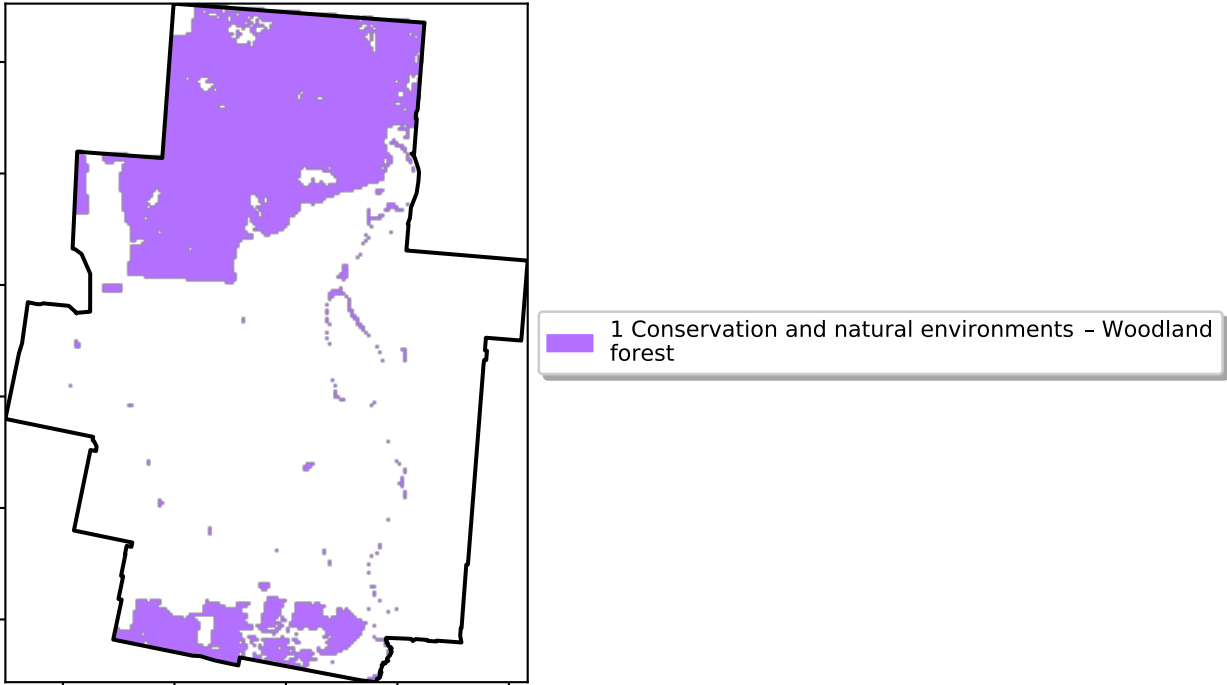 1 Conservation and natural environments – Woodland
forest